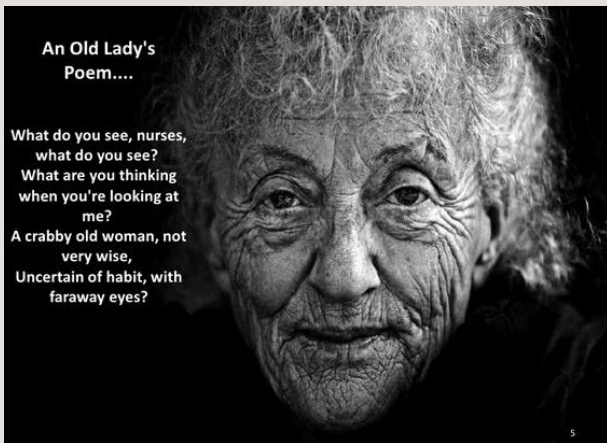 An Old Lady's
Poem....
What do you see, nurses,
what do you see?
What are you thinking
when you're looking at
me?
A crabby old woman, not
very wise,
Uncertain of habit, with
faraway eyes?
5